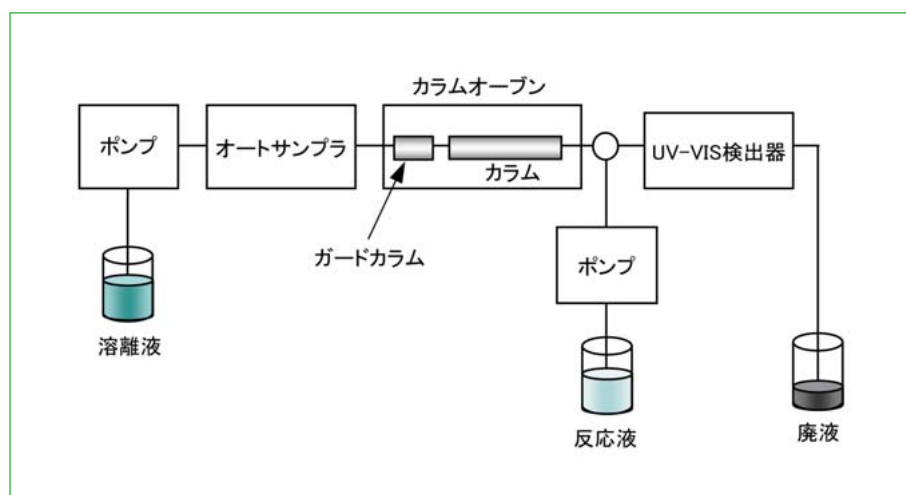 カラムオーブン
ポンプ
オートサンプラ
カラム
UV-VIS検出器
ガードカラム
ポンプ
溶離液
反応液
廃液